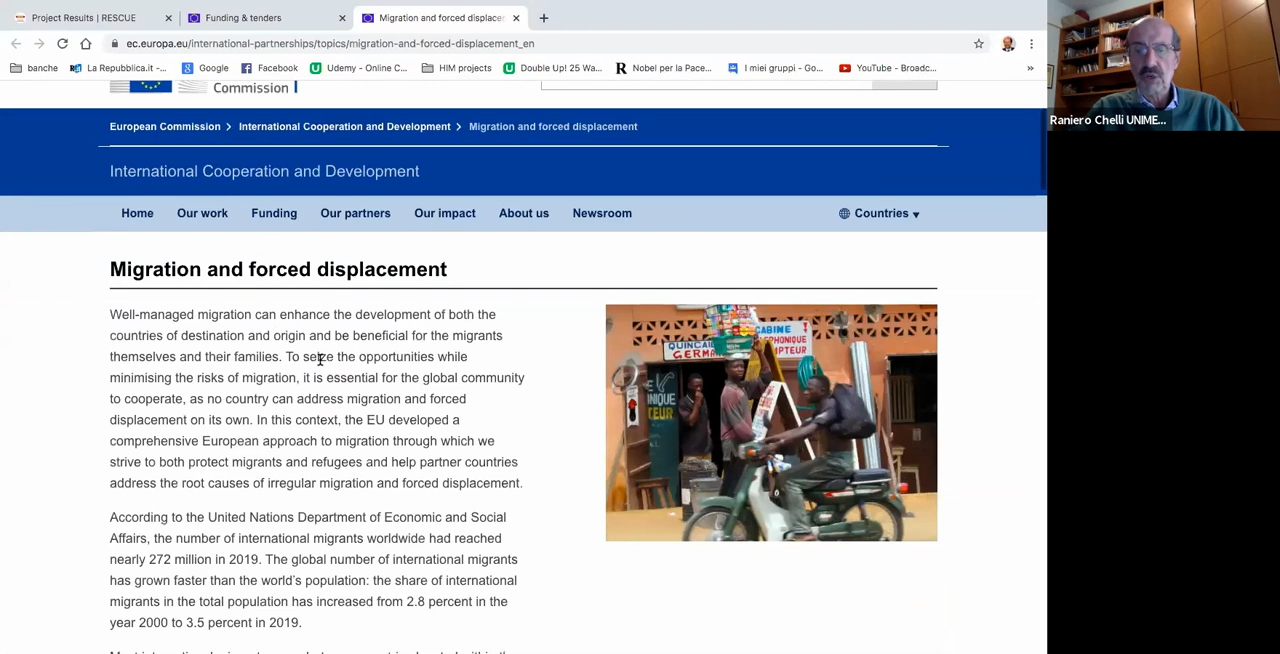 Project Results | RESCUE
Funding & tenders
Migration and forced displace
ec.europa.eu/international-partnerships/topics/migration-and-forced-displacement_en
banche
La Repubblica.it -...
Google
Facebook
Udemy - Online C...
HIM projects
Double Up! 25 Wa...
Nobel per la Pace...
I miei gruppi - Go...
YouTube - Broadc...
»
Commission
European Commission > International Cooperation and Development > Migration and forced displacement
International Cooperation and Development
Home Our work Funding Our partners Our impact About us Newsroom Countries
Migration and forced displacement
Well-managed migration can enhance the development of both the
countries of destination and origin and be beneficial for the migrants
themselves and their families. To seize the opportunities while
minimising the risks of migration, it is essential for the global community
to cooperate, as no country can address migration and forced
displacement on its own. In this context, the EU developed a
comprehensive European approach to migration through which we
strive to both protect migrants and refugees and help partner countries
address the root causes of irregular migration and forced displacement.
According to the United Nations Department of Economic and Social
Affairs, the number of international migrants worldwide had reached
nearly 272 million in 2019. The global number of international migrants
has grown faster than the world's population: the share of international
migrants in the total population has increased from 2.8 percent in the
year 2000 to 3.5 percent in 2019.
CABINE
QUINCAIL
GERMA
PHONIQUE
MPTEUR
NIQUE
TEUR
Raniero Chelli UNIME...